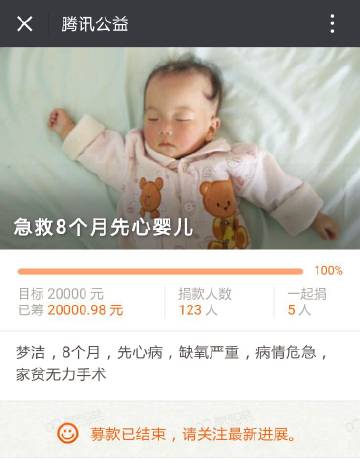 腾讯公益
急救8个月先心婴儿
100%
目标 20000 元 捐款人数 一起捐
已筹 20000.98 元 123 人 5 人
梦洁，8个月，先心病，缺氧严重，病情危急，
家贫无力手术
募款已结束，请关注最新进展。